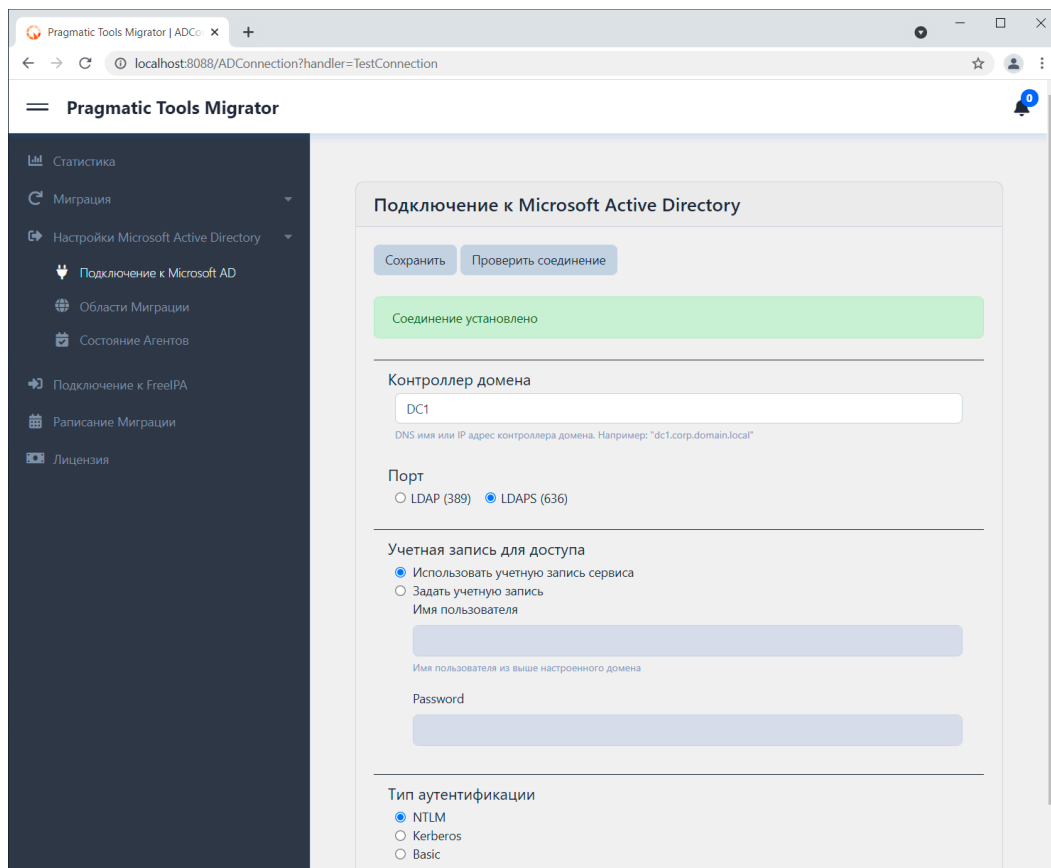 Pragmatic Tools Migrator | ADCo
localhost:8088/ADConnection?handler=TestConnection
Pragmatic Tools Migrator
0
Статистика
Миграция
Настройки Microsoft Active Directory
Подключение к Microsoft AD
Области Миграции
Состояние Агентов
Подключение к FreeIPA
Раписание Миграции
Лицензия
Подключение к Microsoft Active Directory
Сохранить Проверить соединение
Соединение установлено
Контроллер домена
DC1
DNS имя или IP адрес контроллера домена. Например: "dc1.corp.domain.local"
Порт
LDAP (389) LDAPS (636)
Учетная запись для доступа
Использовать учетную запись сервиса
Задать учетную запись
Имя пользователя
Имя пользователя из выше настроенного домена
Password
Тип аутентификации
NTLM
Kerberos
Basic